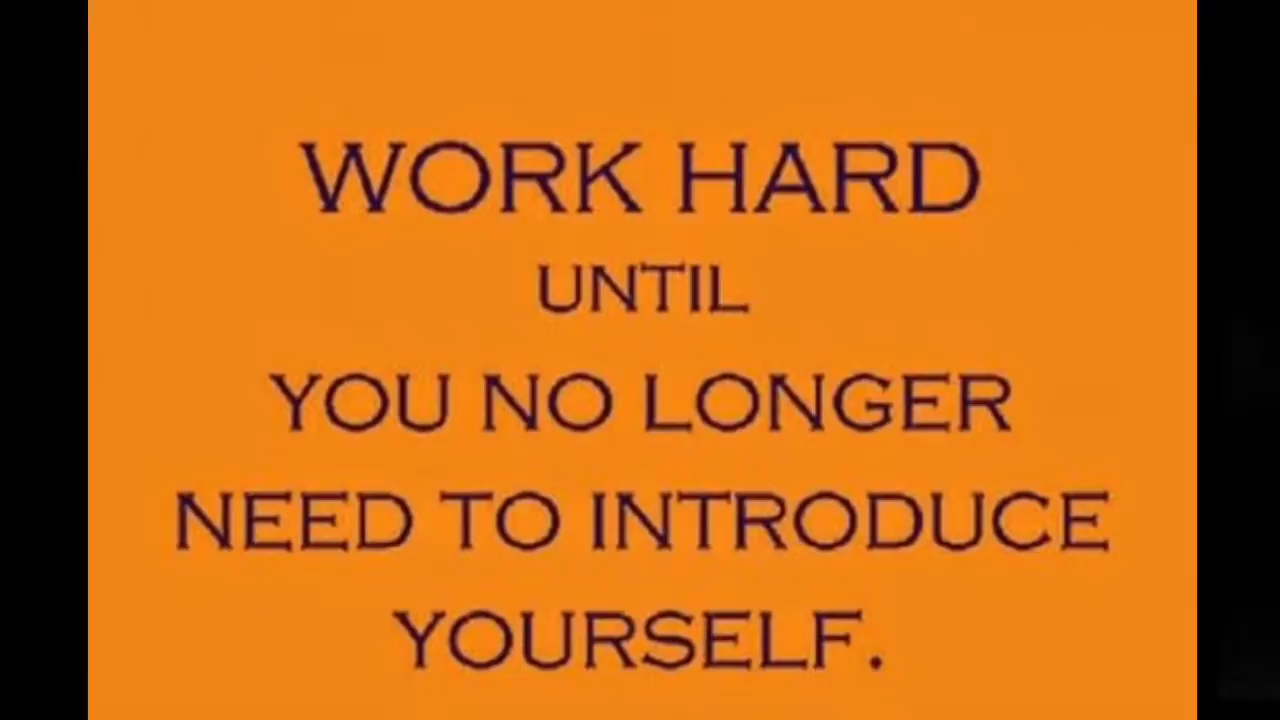 WORK HARD
UNTIL
YOU NO LONGER
NEED TO INTRODUCE
YOURSELF.